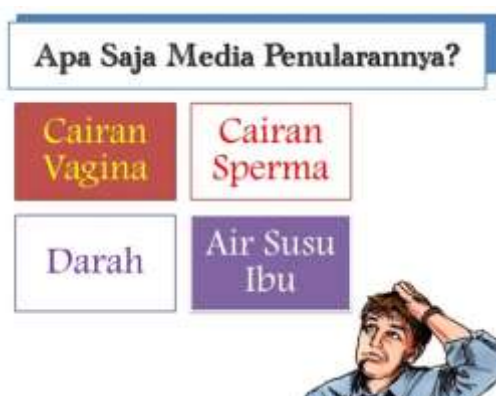 Apa Saja Media Penularannya?
Cairan
Vagina
Cairan
Sperma
Darah
Air Susu
Ibu